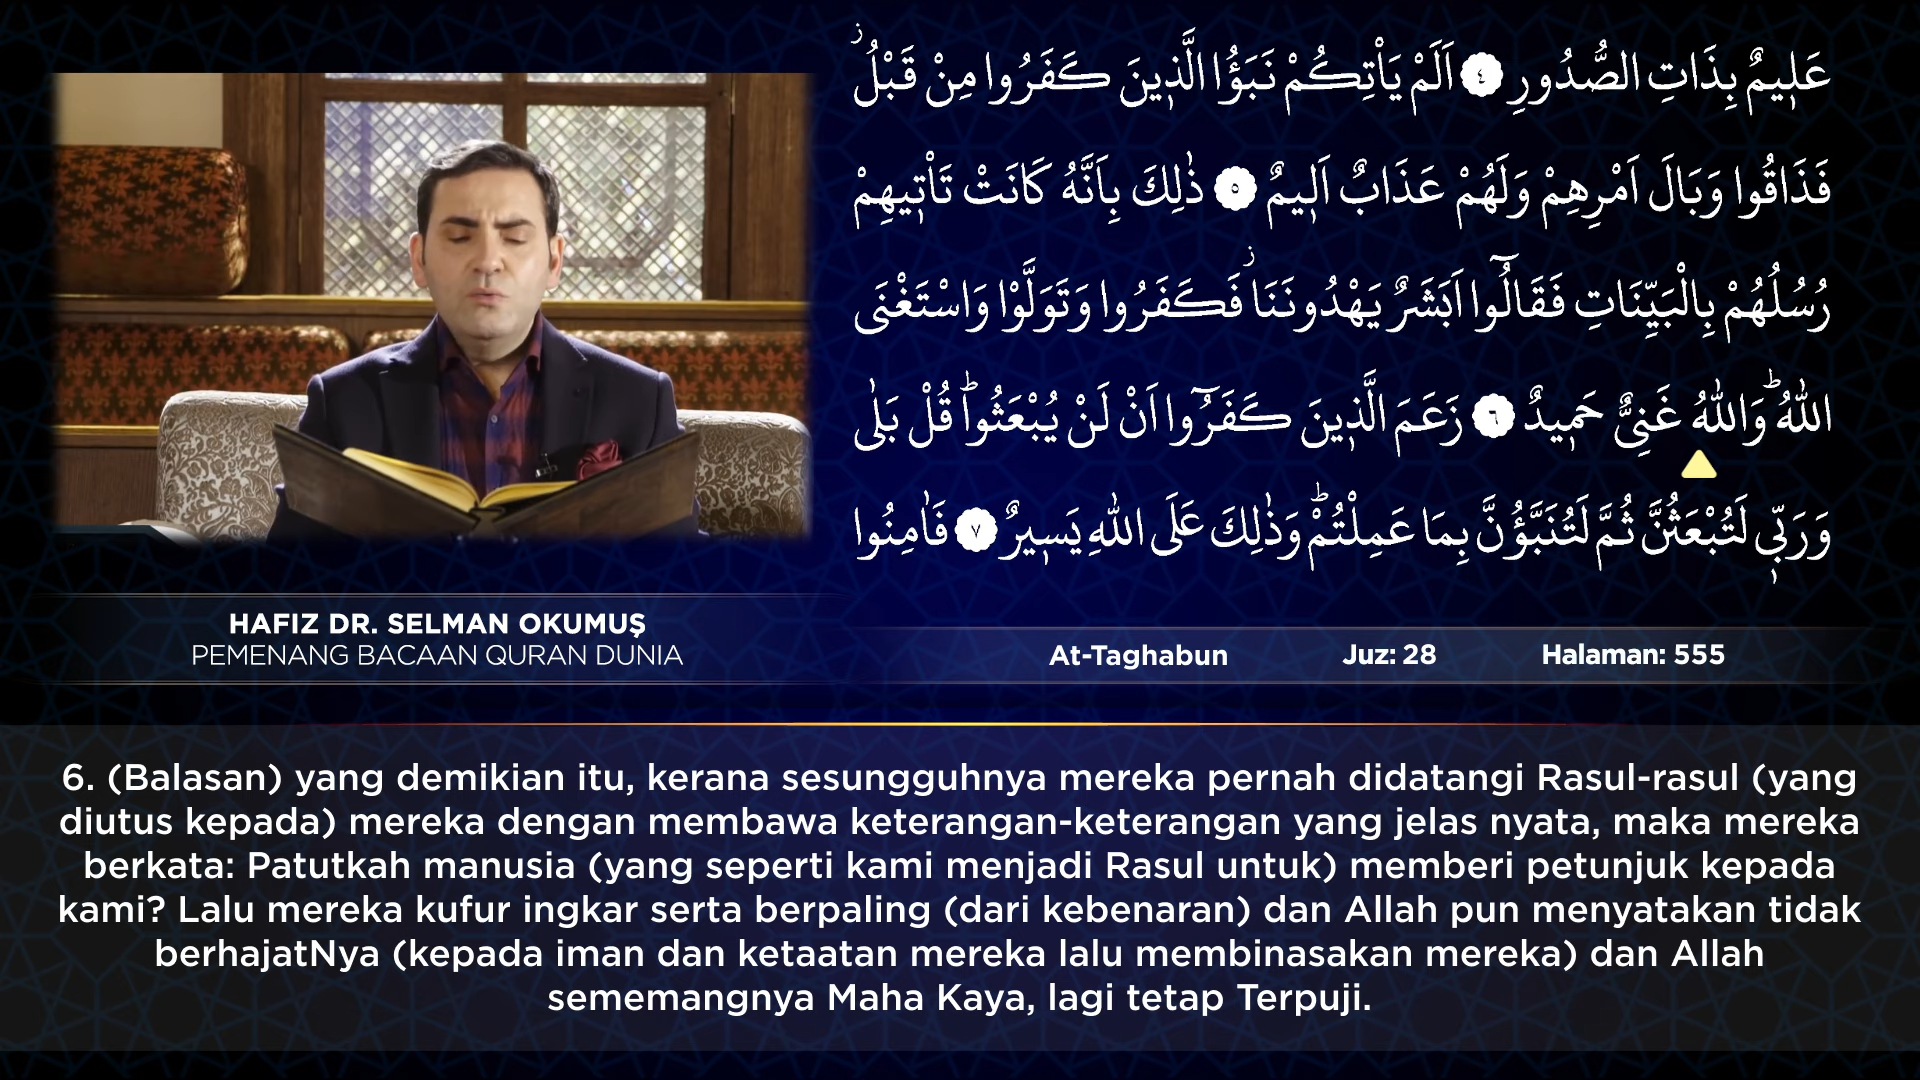 عَلِيمٌ بِذَاتِ الصُّدُورِ ﴿٤﴾ اَلَمْ يَأْتِكُمْ نَبَؤُا الَّذِينَ كَفَرُوا مِنْ قَبْلُۘ
فَذَاقُوا وَبَالَ اَمْرِهِمْ وَلَهُمْ عَذَابٌ اَلِيمٌ ﴿٥﴾ ذٰلِكَ بِاَنَّهُ كَانَتْ تَأْتِيهِمْ
رُسُلُهُمْ بِالْبَيِّنَاتِ فَقَالُٓوا اَبَشَرٌ يَهْدُونَنَا فَكَفَرُوا وَتَوَلَّوْا وَاسْتَغْنَى
اللّٰهُ وَاللّٰهُ غَنِيٌّ حَمِيدٌ ﴿٦﴾ زَعَمَ الَّذِينَ كَفَرُٓوا اَنْ لَنْ يُبْعَثُوا قُلْ بَلٰى
وَرَبِّي لَتُبْعَثُنَّ ثُمَّ لَتُنَبَّؤُنَّ بِمَا عَمِلْتُمْ وَذٰلِكَ عَلَى اللّٰهِ يَسِيرٌ ﴿٧﴾ فَاٰمِنُوا
HAFIZ DR. SELMAN OKUMUŞ
PEMENANG BACAAN QURAN DUNIA
At-Taghabun Juz: 28 Halaman: 555
6. (Balasan) yang demikian itu, kerana sesungguhnya mereka pernah didatangi Rasul-rasul (yang
diutus kepada) mereka dengan membawa keterangan-keterangan yang jelas nyata, maka mereka
berkata: Patutkah manusia (yang seperti kami menjadi Rasul untuk) memberi petunjuk kepada
kami? Lalu mereka kufur ingkar serta berpaling (dari kebenaran) dan Allah pun menyatakan tidak
berhajatNya (kepada iman dan ketaatan mereka lalu membinasakan mereka) dan Allah
sememangnya Maha Kaya, lagi tetap Terpuji.